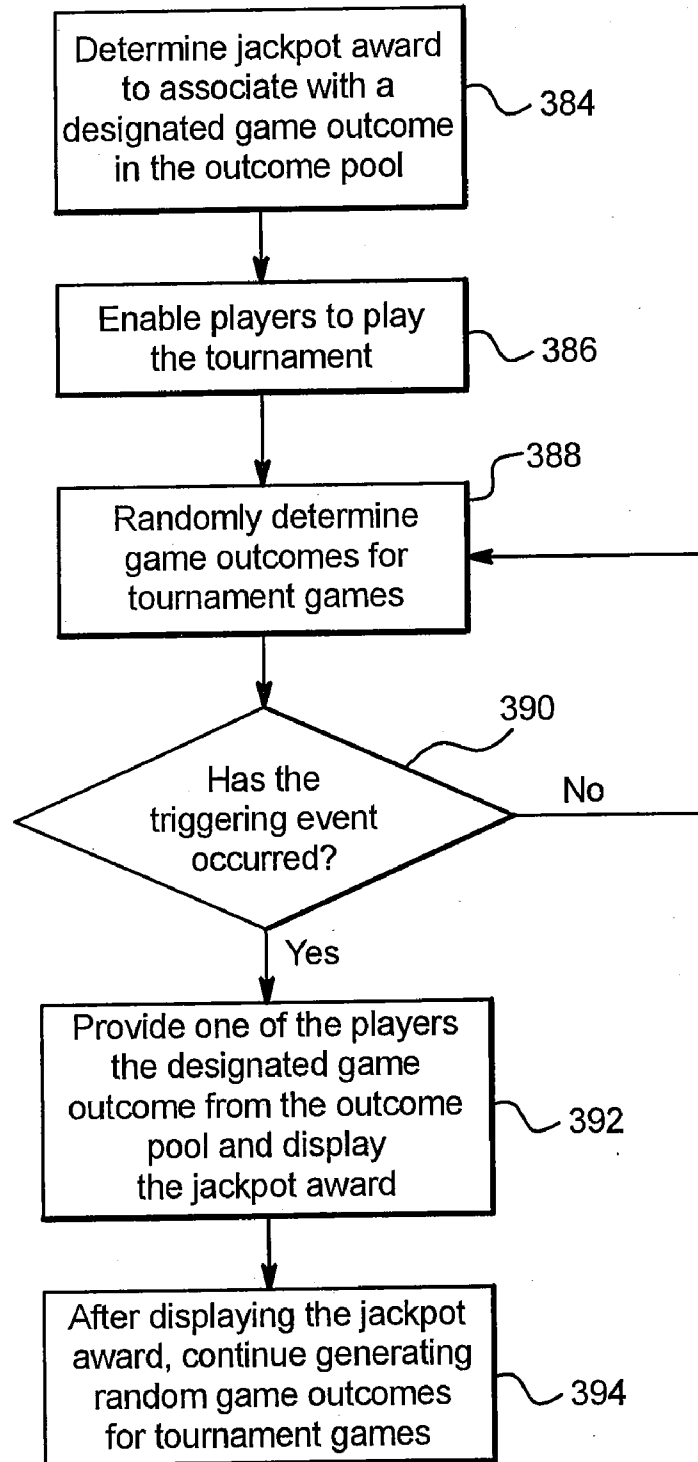 Determine jackpot award
to associate with a
designated game outcome
in the outcome pool
384
Enable players to play
the tournament
386
388
Randomly determine
game outcomes for
tournament games
390
Has the
triggering event
occurred?
No
Yes
Provide one of the players
the designated game
outcome from the outcome
pool and display
the jackpot award
392
After displaying the jackpot
award, continue generating
random game outcomes
for tournament games
394